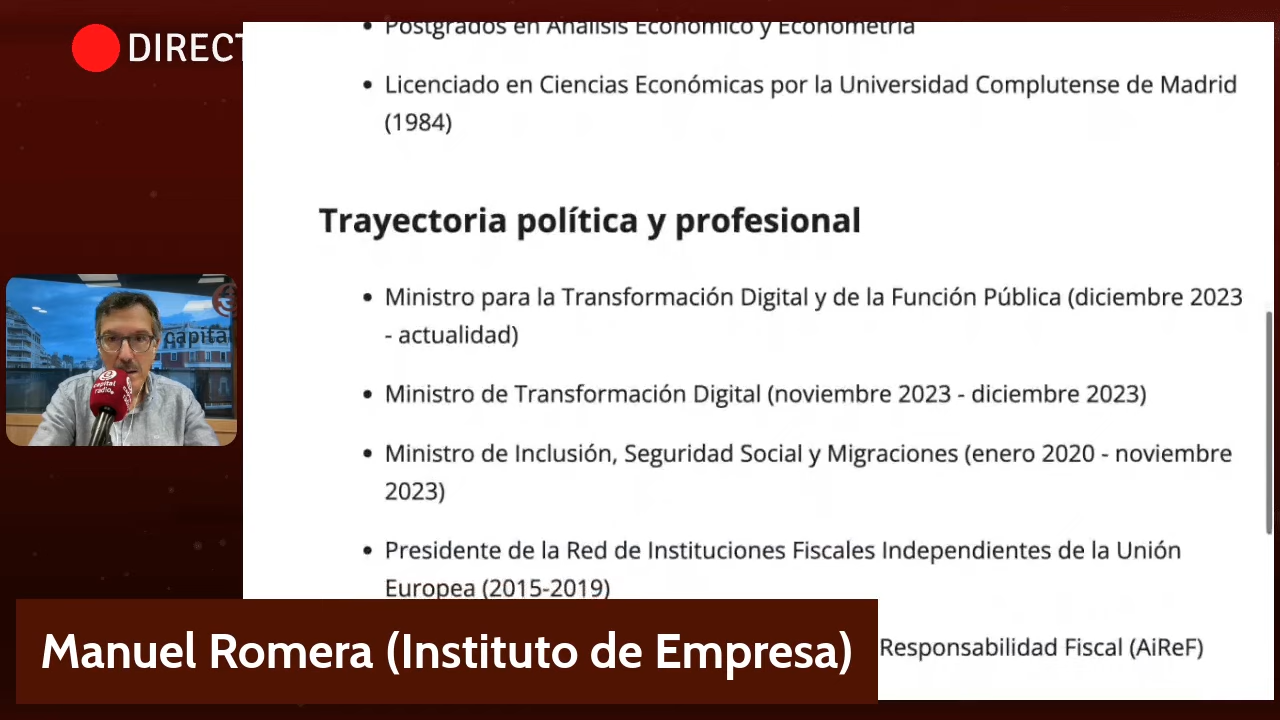 DIRECT
Postgrados en Análisis Económico y Econometría
Licenciado en Ciencias Económicas por la Universidad Complutense de Madrid
(1984)
Trayectoria política y profesional
Ministro para la Transformación Digital y de la Función Pública (diciembre 2023
- actualidad)
Ministro de Transformación Digital (noviembre 2023 - diciembre 2023)
Ministro de Inclusión, Seguridad Social y Migraciones (enero 2020 - noviembre
2023)
Presidente de la Red de Instituciones Fiscales Independientes de la Unión
Europea (2015-2019)
Responsabilidad Fiscal (AiReF)
capital
capital
radio
Manuel Romera (Instituto de Empresa)